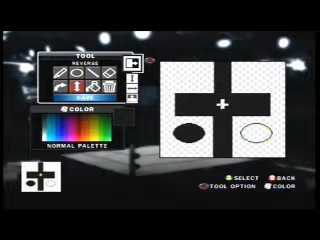 TOOL
REVERSE
SAVE
COLOR
NORMAL PALETTE
SELECT
BACK
TOOL OPTION
COLOR